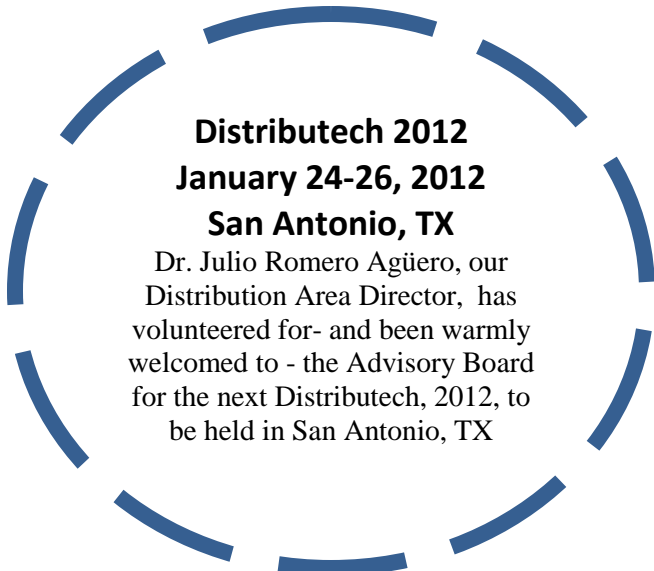 Distributech 2012
January 24-26, 2012
San Antonio, TX
Dr. Julio Romero Agüero, our
Distribution Area Director,  has
volunteered for- and been warmly
welcomed to - the Advisory Board
for the next Distributech, 2012, to
be held in San Antonio, TX